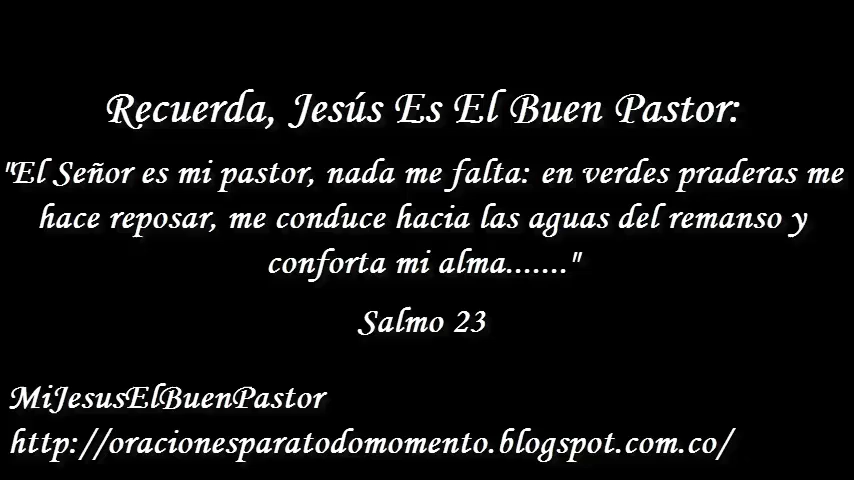 Recuerda, Jesús Es El Buen Pastor:
"El Señor es mi pastor, nada me falta: en verdes praderas me
hace reposar, me conduce hacia las aguas del remanso y
conforta mi alma......."
Salmo 23
MiJesusElBuenPastor
http://oracionesparatodomomento.blogspot.com.co/